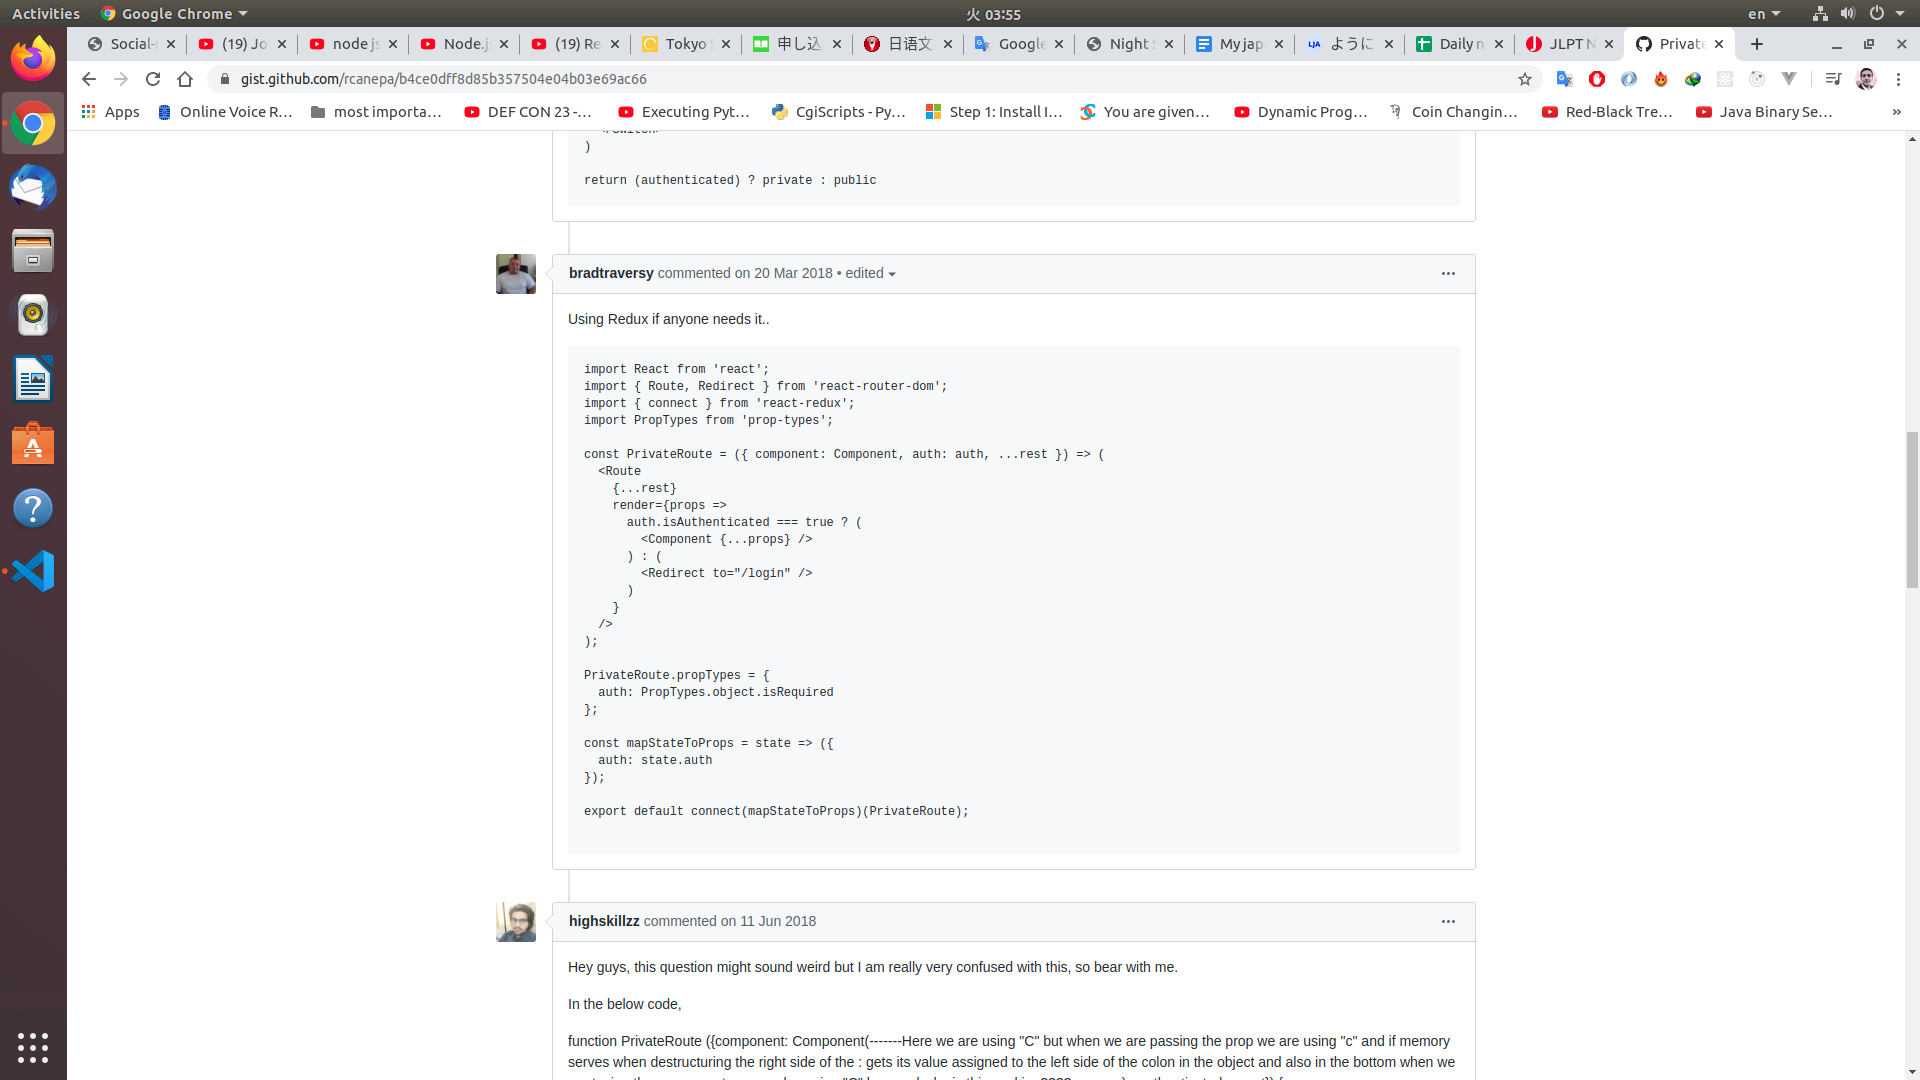 Activities Google Chrome 火 03:55 en
Social- (19) Jo node js Node.j (19) Re Tokyo 申し込 日语文 Google Night S My jap ように Daily n JLPT N Private
gist.github.com/rcanepa/b4ce0dff8d85b357504e04b03e69ac66
Apps Online Voice R... most importa... DEF CON 23 -... Executing Pyt... CgiScripts - Py... Step 1: Install I... You are given... Dynamic Prog... Coin Changin... Red-Black Tre... Java Binary Se... »
)
return (authenticated) ? private : public
bradtraversy commented on 20 Mar 2018 • edited
Using Redux if anyone needs it..
import React from 'react';
import { Route, Redirect } from 'react-router-dom';
import { connect } from 'react-redux';
import PropTypes from 'prop-types';
const PrivateRoute = ({ component: Component, auth: auth, ...rest }) => (
<Route
{...rest}
render={props =>
auth.isAuthenticated === true ? (
<Component {...props} />
) : (
<Redirect to="/login" />
)
}
/>
);
PrivateRoute.propTypes = {
auth: PropTypes.object.isRequired
};
const mapStateToProps = state => ({
auth: state.auth
});
export default connect(mapStateToProps)(PrivateRoute);
highskillzz commented on 11 Jun 2018
Hey guys, this question might sound weird but I am really very confused with this, so bear with me.
In the below code,
function PrivateRoute ({component: Component(-------Here we are using "C" but when we are passing the prop we are using "c" and if memory
serves when destructuring the right side of the : gets its value assigned to the left side of the colon in the object and also in the bottom when we